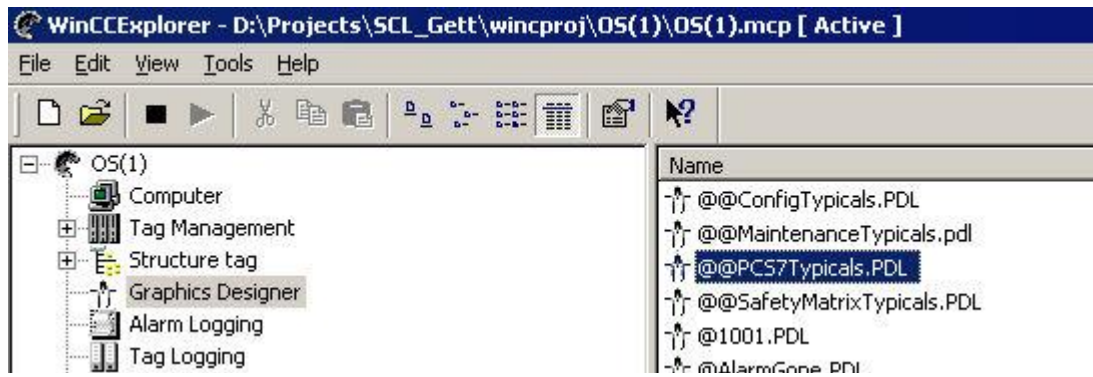 WinCCExplorer - D:\Projects\SCL_Gett\wincproj\OS(1)\OS(1).mcp [ Active ]
File Edit View Tools Help
OS(1)
Computer
Tag Management
Structure tag
Graphics Designer
Alarm Logging
Tag Logging
Name
@@ConfigTypicals.PDL
@@MaintenanceTypicals.pdl
@@PCS7Typicals.PDL
@@SafetyMatrixTypicals.PDL
@1001.PDL
@AlarmGone.PDL